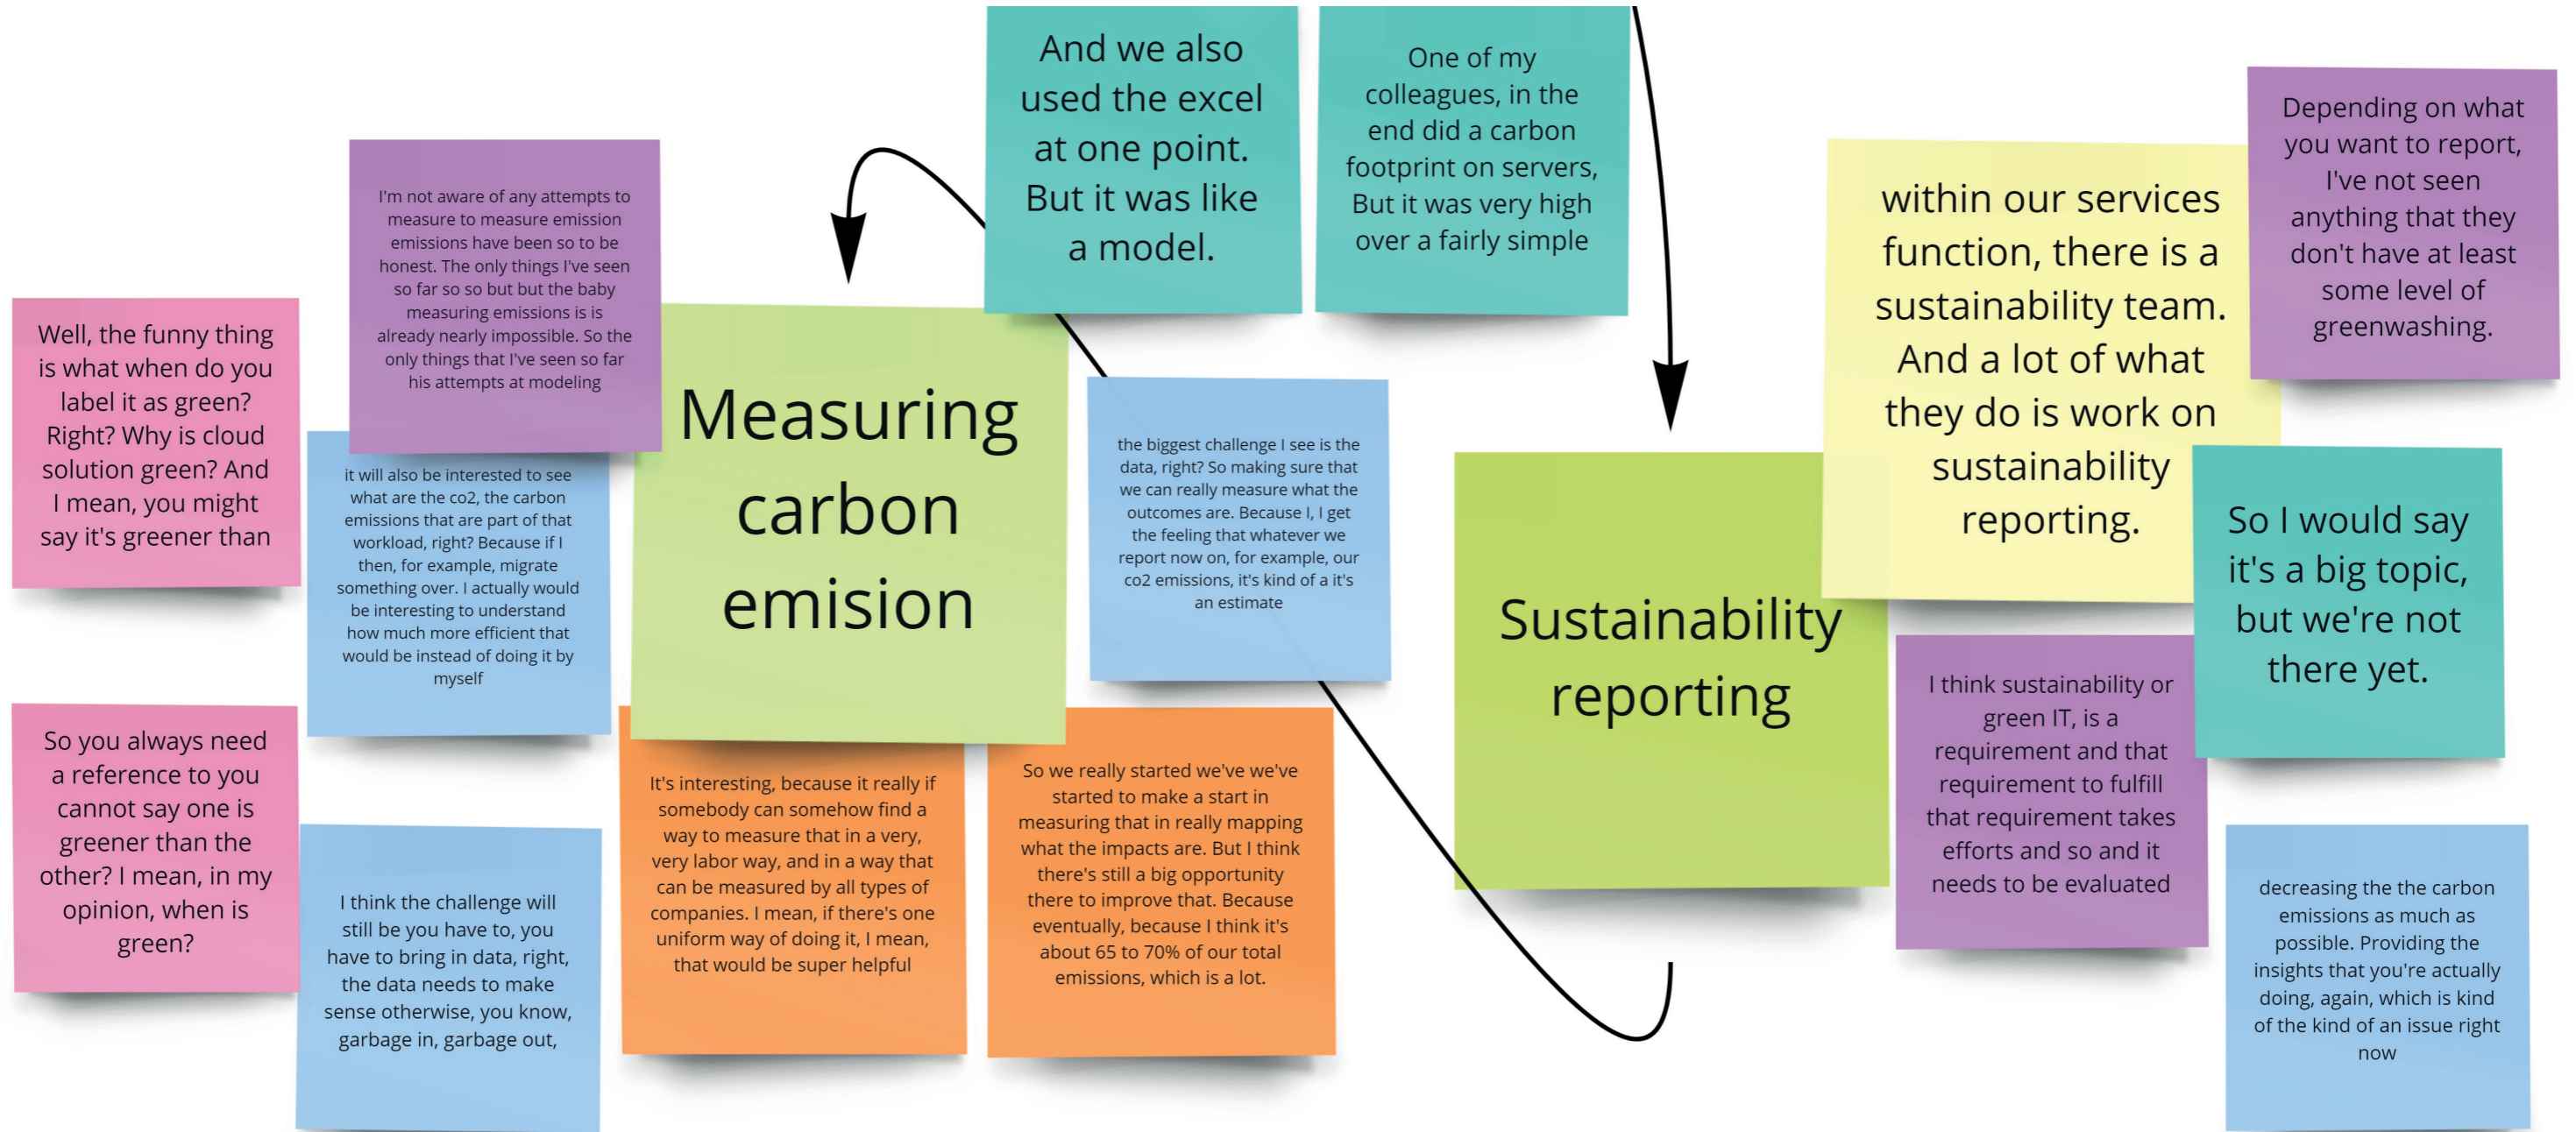 And we also
used the excel
at one point.
But it was like
a model.
One of my
colleagues, in the
end did a carbon
footprint on servers,
But it was very high
over a fairly simple
Depending on what
you want to report,
I've not seen
anything that they
don't have at least
some level of
greenwashing.
within our services
function, there is a
sustainability team.
And a lot of what
they do is work on
sustainability
reporting.
I'm not aware of any attempts to
measure to measure emission
emissions have been so to be
honest. The only things I've seen
so far so so but but the baby
measuring emissions is is
already nearly impossible. So the
only things that I've seen so far
his attempts at modeling
Well, the funny thing
is what when do you
label it as green?
Right? Why is cloud
solution green? And
I mean, you might
say it's greener than
it will also be interested to see
what are the co2, the carbon
emissions that are part of that
workload, right? Because if I
then, for example, migrate
something over. I actually would
be interesting to understand
how much more efficient that
would be instead of doing it by
myself
Measuring
carbon
emision
the biggest challenge I see is the
data, right? So making sure that
we can really measure what the
outcomes are. Because I, I get
the feeling that whatever we
report now on, for example, our
co2 emissions, it's kind of a it's
an estimate
Sustainability
reporting
So I would say
it's a big topic,
but we're not
there yet.
I think sustainability or
green IT, is a
requirement and that
requirement to fulfill
that requirement takes
efforts and so and it
needs to be evaluated
So you always need
a reference to you
cannot say one is
greener than the
other? I mean, in my
opinion, when is
green?
I think the challenge will
still be you have to, you
have to bring in data, right,
the data needs to make
sense otherwise, you know,
garbage in, garbage out,
It's interesting, because it really if
somebody can somehow find a
way to measure that in a very,
very labor way, and in a way that
can be measured by all types of
companies. I mean, if there's one
uniform way of doing it, I mean,
that would be super helpful
So we really started we've we've
started to make a start in
measuring that in really mapping
what the impacts are. But I think
there's still a big opportunity
there to improve that. Because
eventually, because I think it's
about 65 to 70% of our total
emissions, which is a lot.
decreasing the the carbon
emissions as much as
possible. Providing the
insights that you're actually
doing, again, which is kind
of the kind of an issue right
now